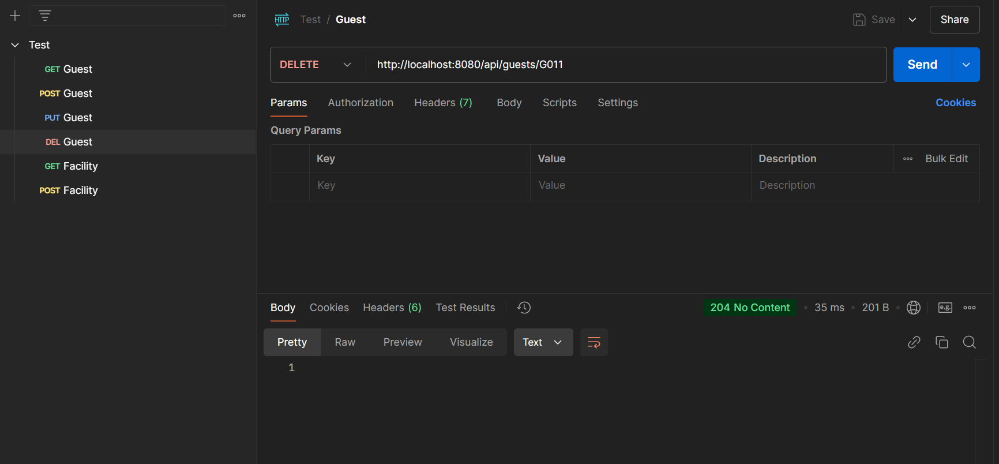 Test
GET Guest
POST Guest
PUT Guest
DEL Guest
GET Facility
POST Facility
HTTP Test / Guest Save Share
DELETE http://localhost:8080/api/guests/G011 Send
Params Authorization Headers (7) Body Scripts Settings Cookies
Query Params
Key Value Description Bulk Edit
Key Value Description
Body Cookies Headers (6) Test Results 204 No Content • 35 ms • 201 B • e.g.
Pretty Raw Preview Visualize Text
1